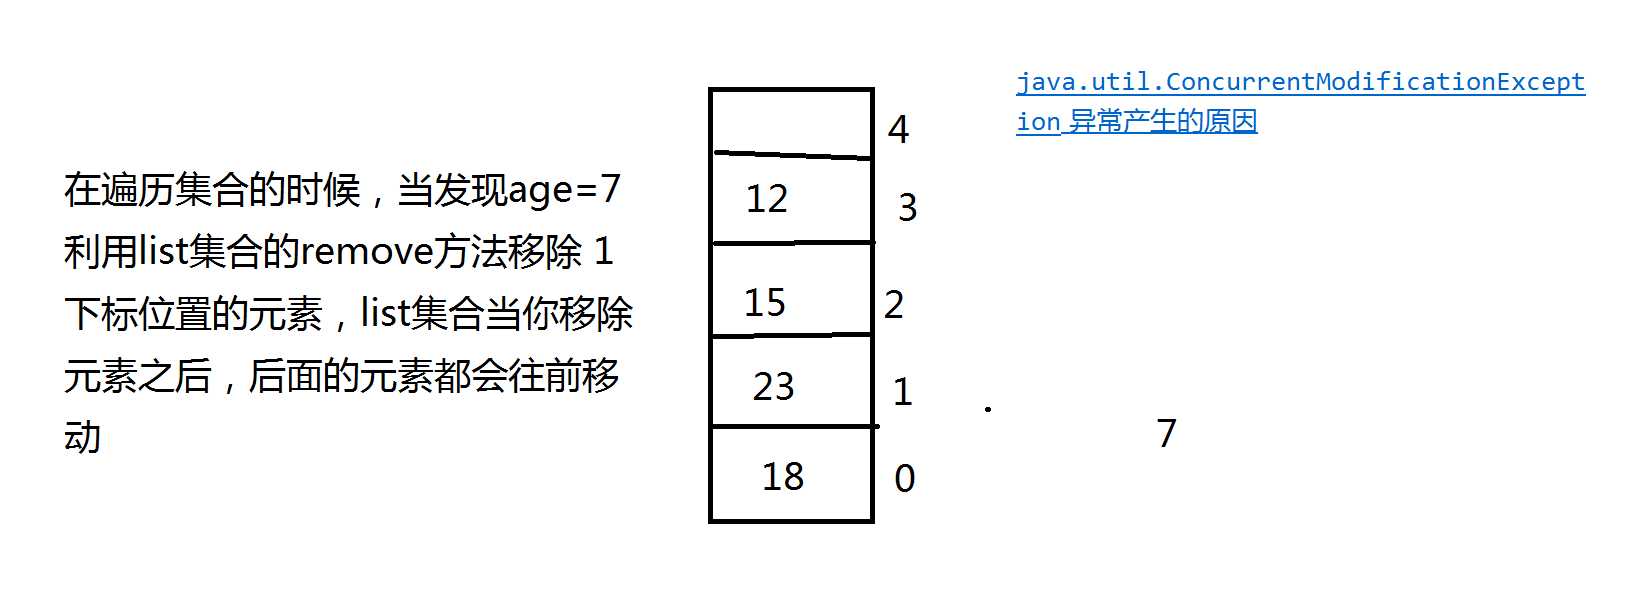 java.util.ConcurrentModificationExcept
ion 异常产生的原因
在遍历集合的时候，当发现age=7
利用list集合的remove方法移除 1
下标位置的元素，list集合当你移除
元素之后，后面的元素都会往前移
动
4
12 3
15 2
23 1
7
18 0